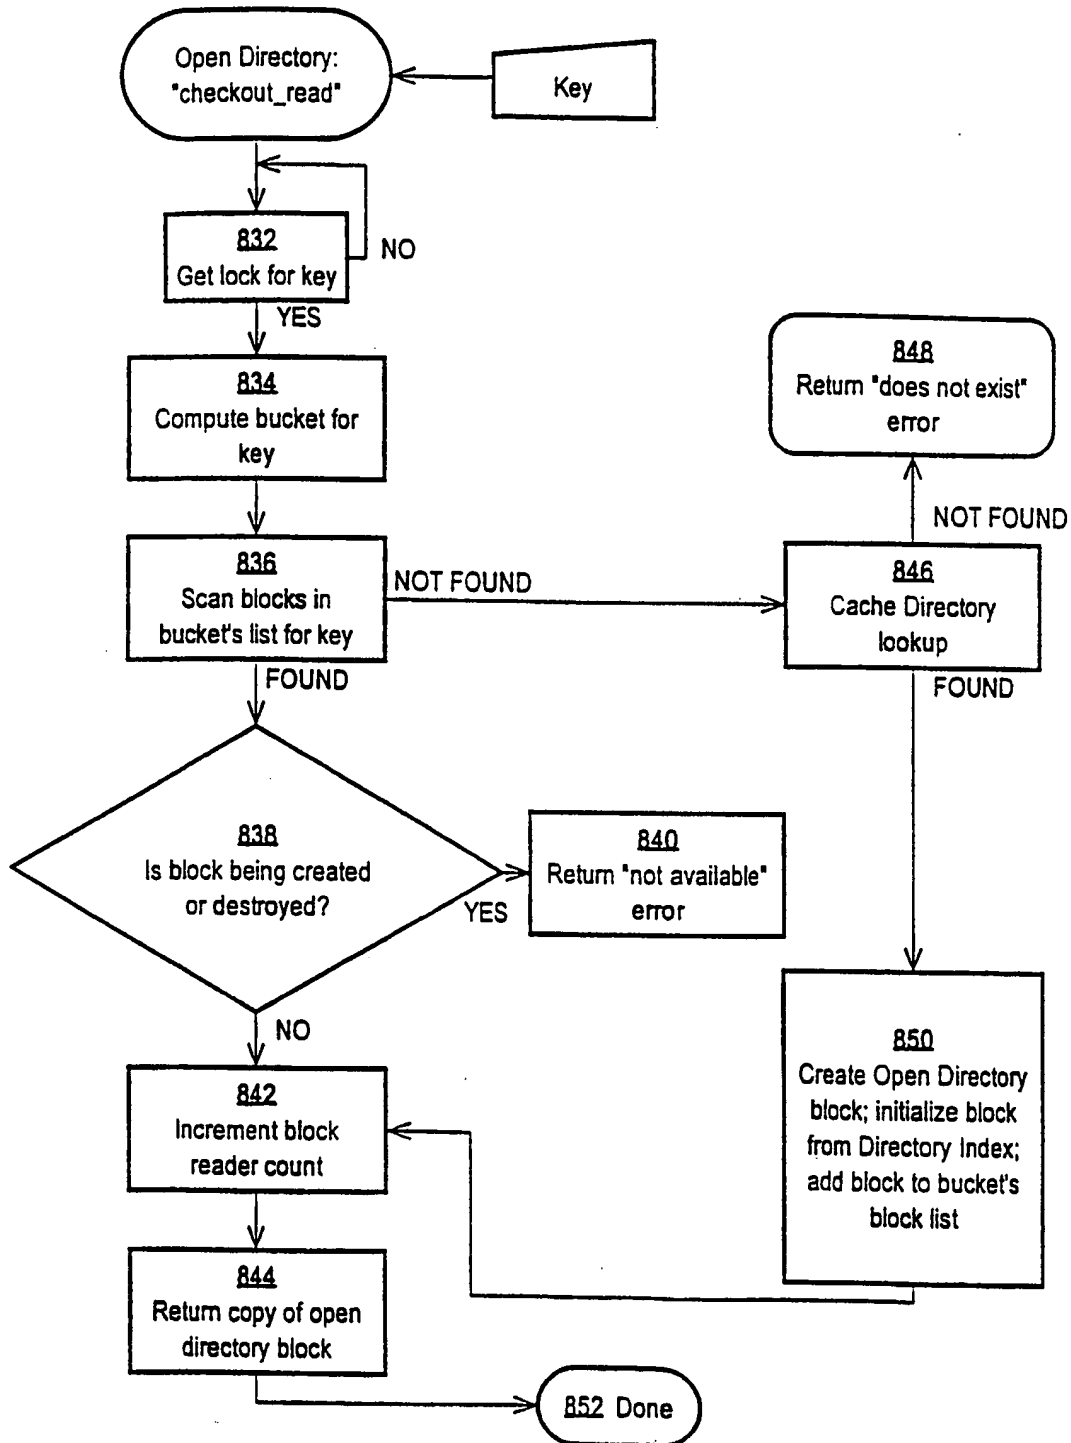 Open Directory:
"checkout_read"
Key
832
Get lock for key
NO
YES
834
Compute bucket for
key
836
Scan blocks in
bucket's list for key
NOT FOUND
FOUND
838
Is block being created
or destroyed?
YES
840
Return "not available"
error
NO
842
Increment block
reader count
844
Return copy of open
directory block
848
Return "does not exist"
error
NOT FOUND
846
Cache Directory
lookup
FOUND
850
Create Open Directory
block; initialize block
from Directory Index;
add block to bucket's
block list
852 Done